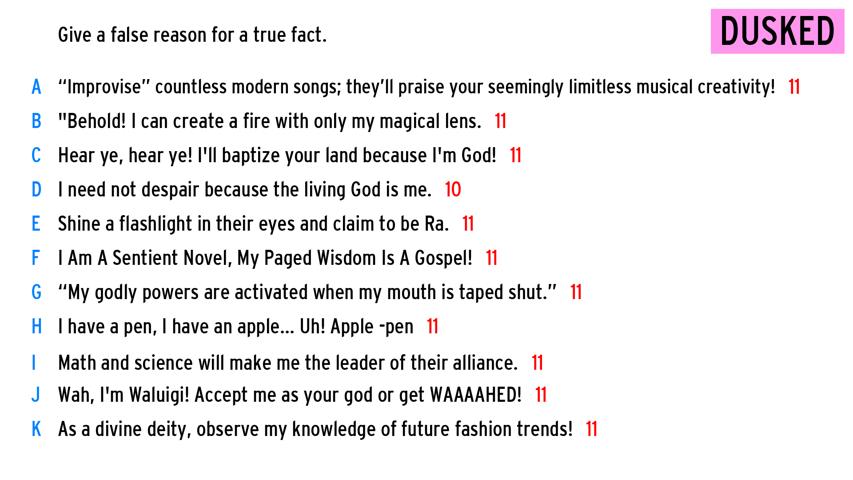 Give a false reason for a true fact.
DUSKED
A “Improvise” countless modern songs; they’ll praise your seemingly limitless musical creativity! 11
B "Behold! I can create a fire with only my magical lens. 11
C Hear ye, hear ye! I'll baptize your land because I'm God! 11
D I need not despair because the living God is me. 10
E Shine a flashlight in their eyes and claim to be Ra. 11
F I Am A Sentient Novel, My Paged Wisdom Is A Gospel! 11
G “My godly powers are activated when my mouth is taped shut.” 11
H I have a pen, I have an apple... Uh! Apple -pen 11
I Math and science will make me the leader of their alliance. 11
J Wah, I'm Waluigi! Accept me as your god or get WAAAAHED! 11
K As a divine deity, observe my knowledge of future fashion trends! 11